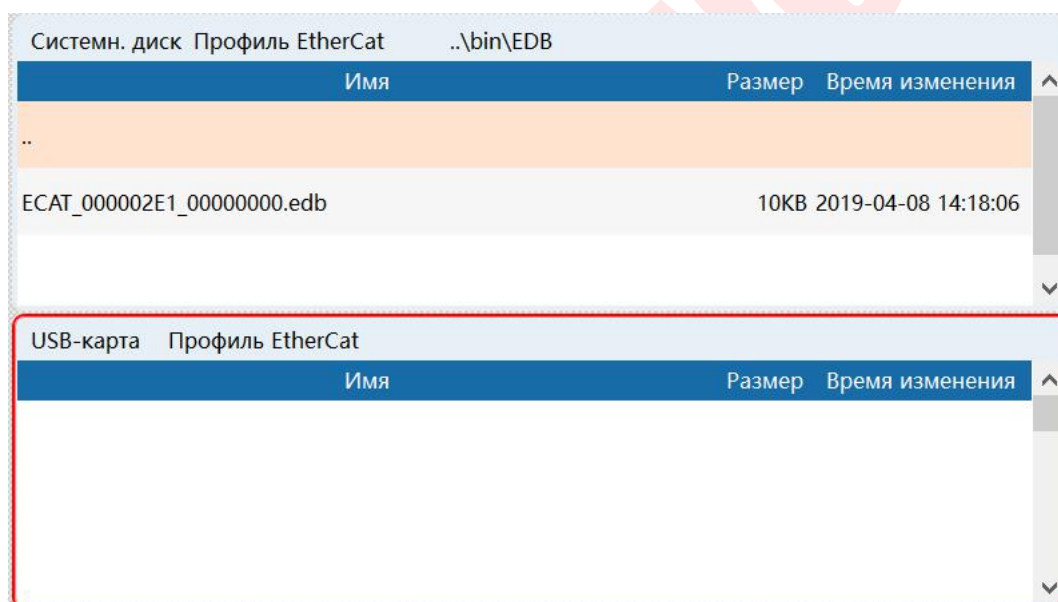 Системн. диск Профиль EtherCat ..\bin\EDB
Имя Размер Время изменения
..
ECAT_000002E1_00000000.edb 10KB 2019-04-08 14:18:06
USB-карта Профиль EtherCat
Имя Размер Время изменения